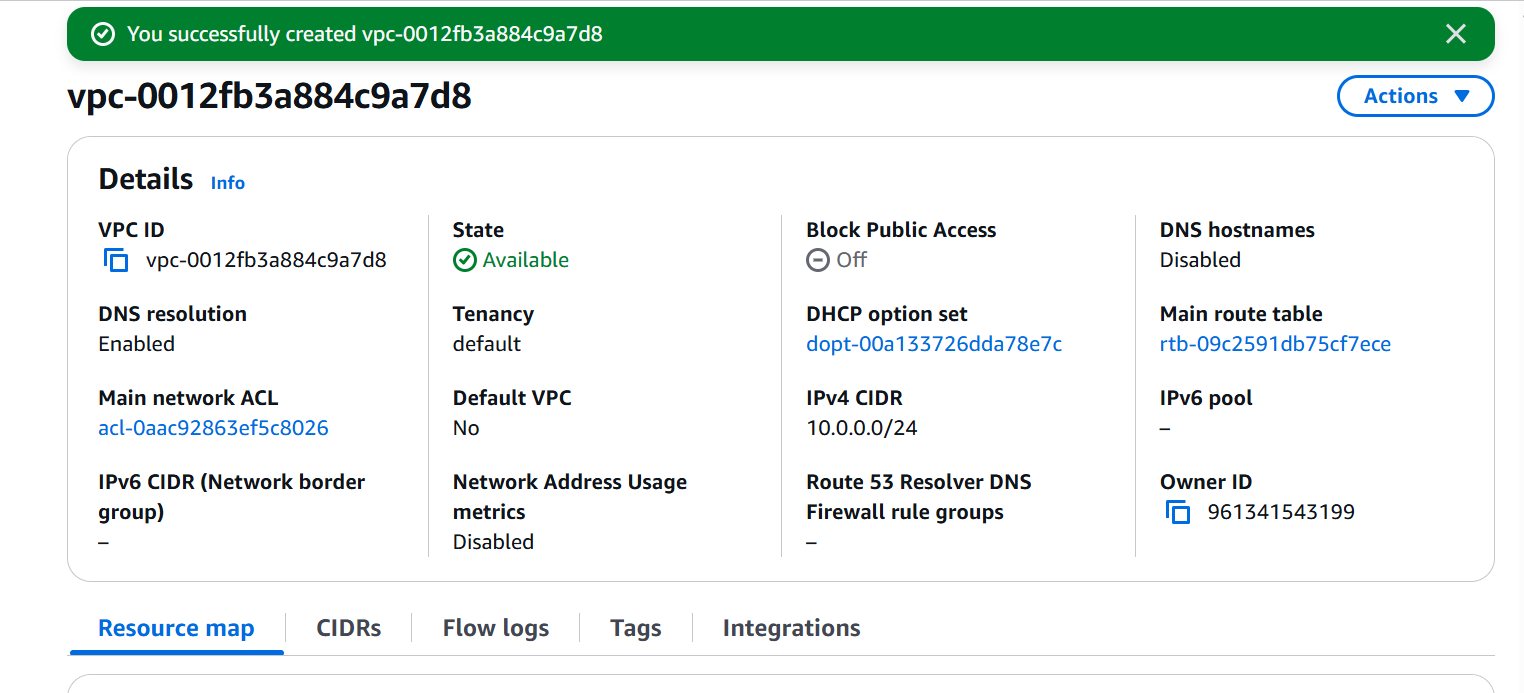 You successfully created vpc-0012fb3a884c9a7d8
vpc-0012fb3a884c9a7d8
Actions
Details Info
VPC ID
vpc-0012fb3a884c9a7d8
State
Available
Block Public Access
Off
DNS hostnames
Disabled
DNS resolution
Enabled
Tenancy
default
DHCP option set
dopt-00a133726dda78e7c
Main route table
rtb-09c2591db75cf7ece
Main network ACL
acl-0aac92863ef5c8026
Default VPC
No
IPv4 CIDR
10.0.0.0/24
IPv6 pool
–
IPv6 CIDR (Network border
group)
–
Network Address Usage
metrics
Disabled
Route 53 Resolver DNS
Firewall rule groups
–
Owner ID
961341543199
Resource map CIDRs Flow logs Tags Integrations